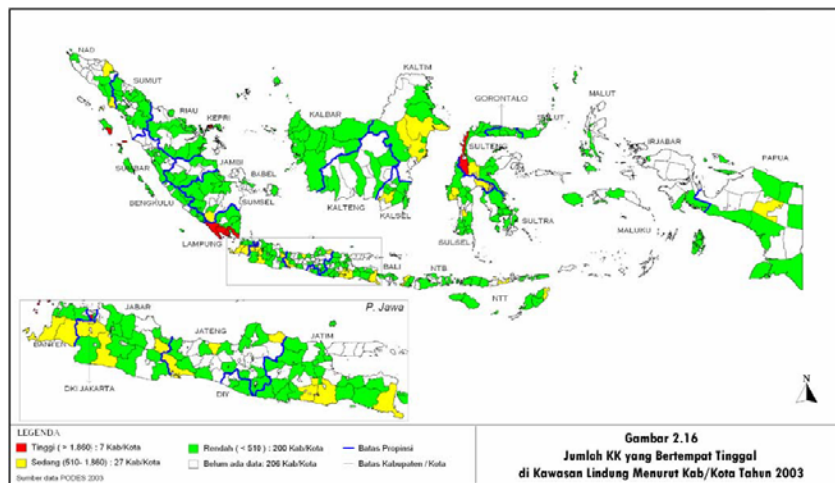 NAD
SUMUT
RIAU
KEPRI
SUMBAR
JAMBI
BABEL
BENGKULU
SUMSEL
LAMPUNG
KALBAR
KALTIM
KALTENG
KALSEL
GORONTALO
SULUT
SULTENG
SULTRA
SULSEL
MALUT
MALUKU
IRJABAR
PAPUA
BALI
NTB
NTT
P. Jawa
JABAR
BANTEN
DKI JAKARTA
JATENG
DIY
JATIM
N
LEGENDA
Tinggi ( > 1.860) : 7 Kab/Kota
Sedang (510- 1,860) : 27 Kab/Kota
Rendah ( < 510) : 200 Kab/Kota
Belum ada data: 206 Kab/Kota
Batas Propinsi
Batas Kabupaten / Kota
Sumber data PODES 2003
Gambar 2.16
Jumlah KK yang Bertempat Tinggal
di Kawasan Lindung Menurut Kab/Kota Tahun 2003